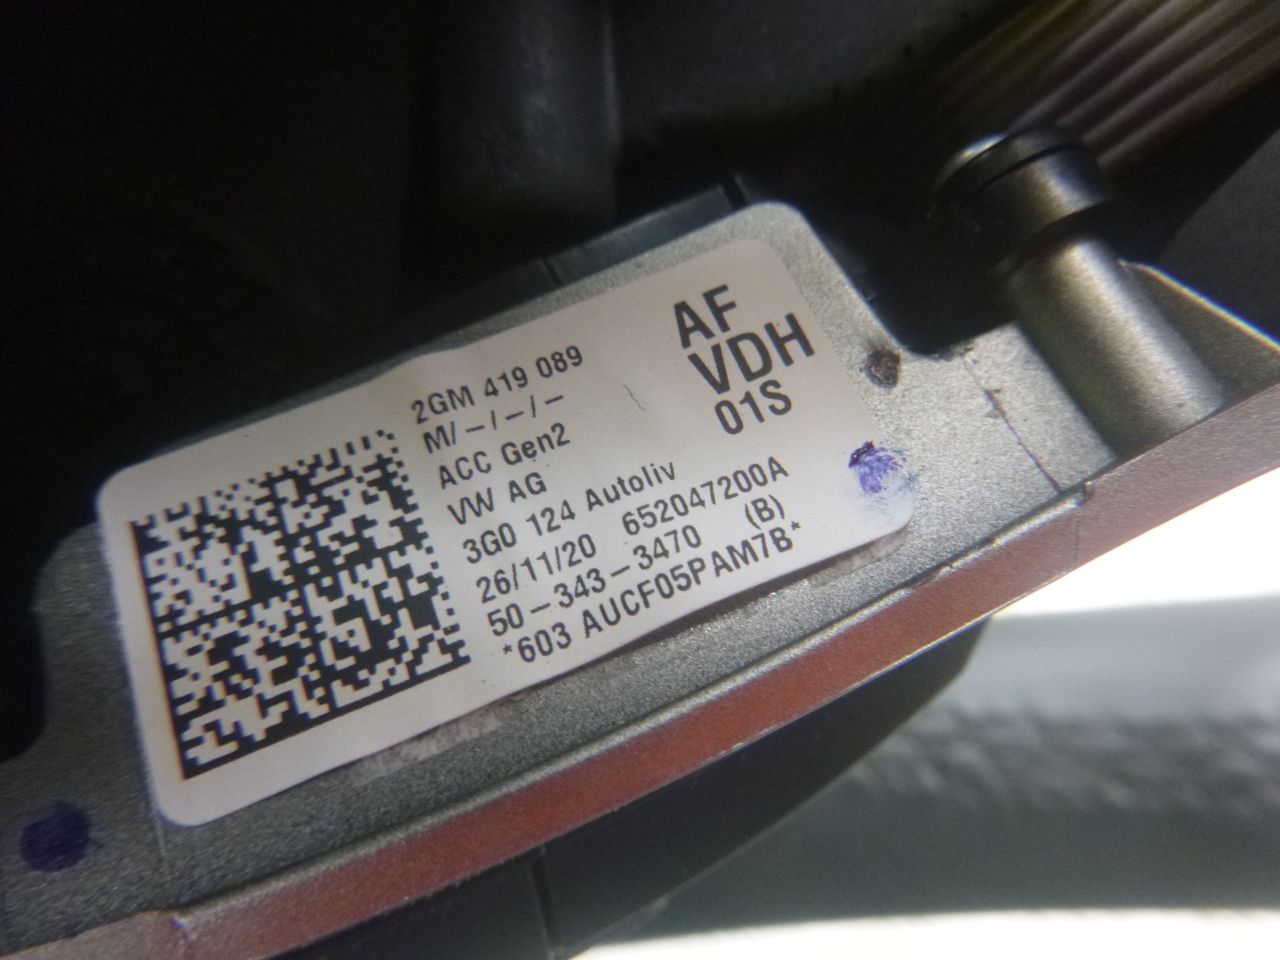 2GM 419 089
M/-/-/-
ACC Gen2
VW AG
3G0 124 Autoliv
26/11/20 652047200A
50-343-3470 (B)
*603 AUCF05PAM7B*
AF
VDH
01S